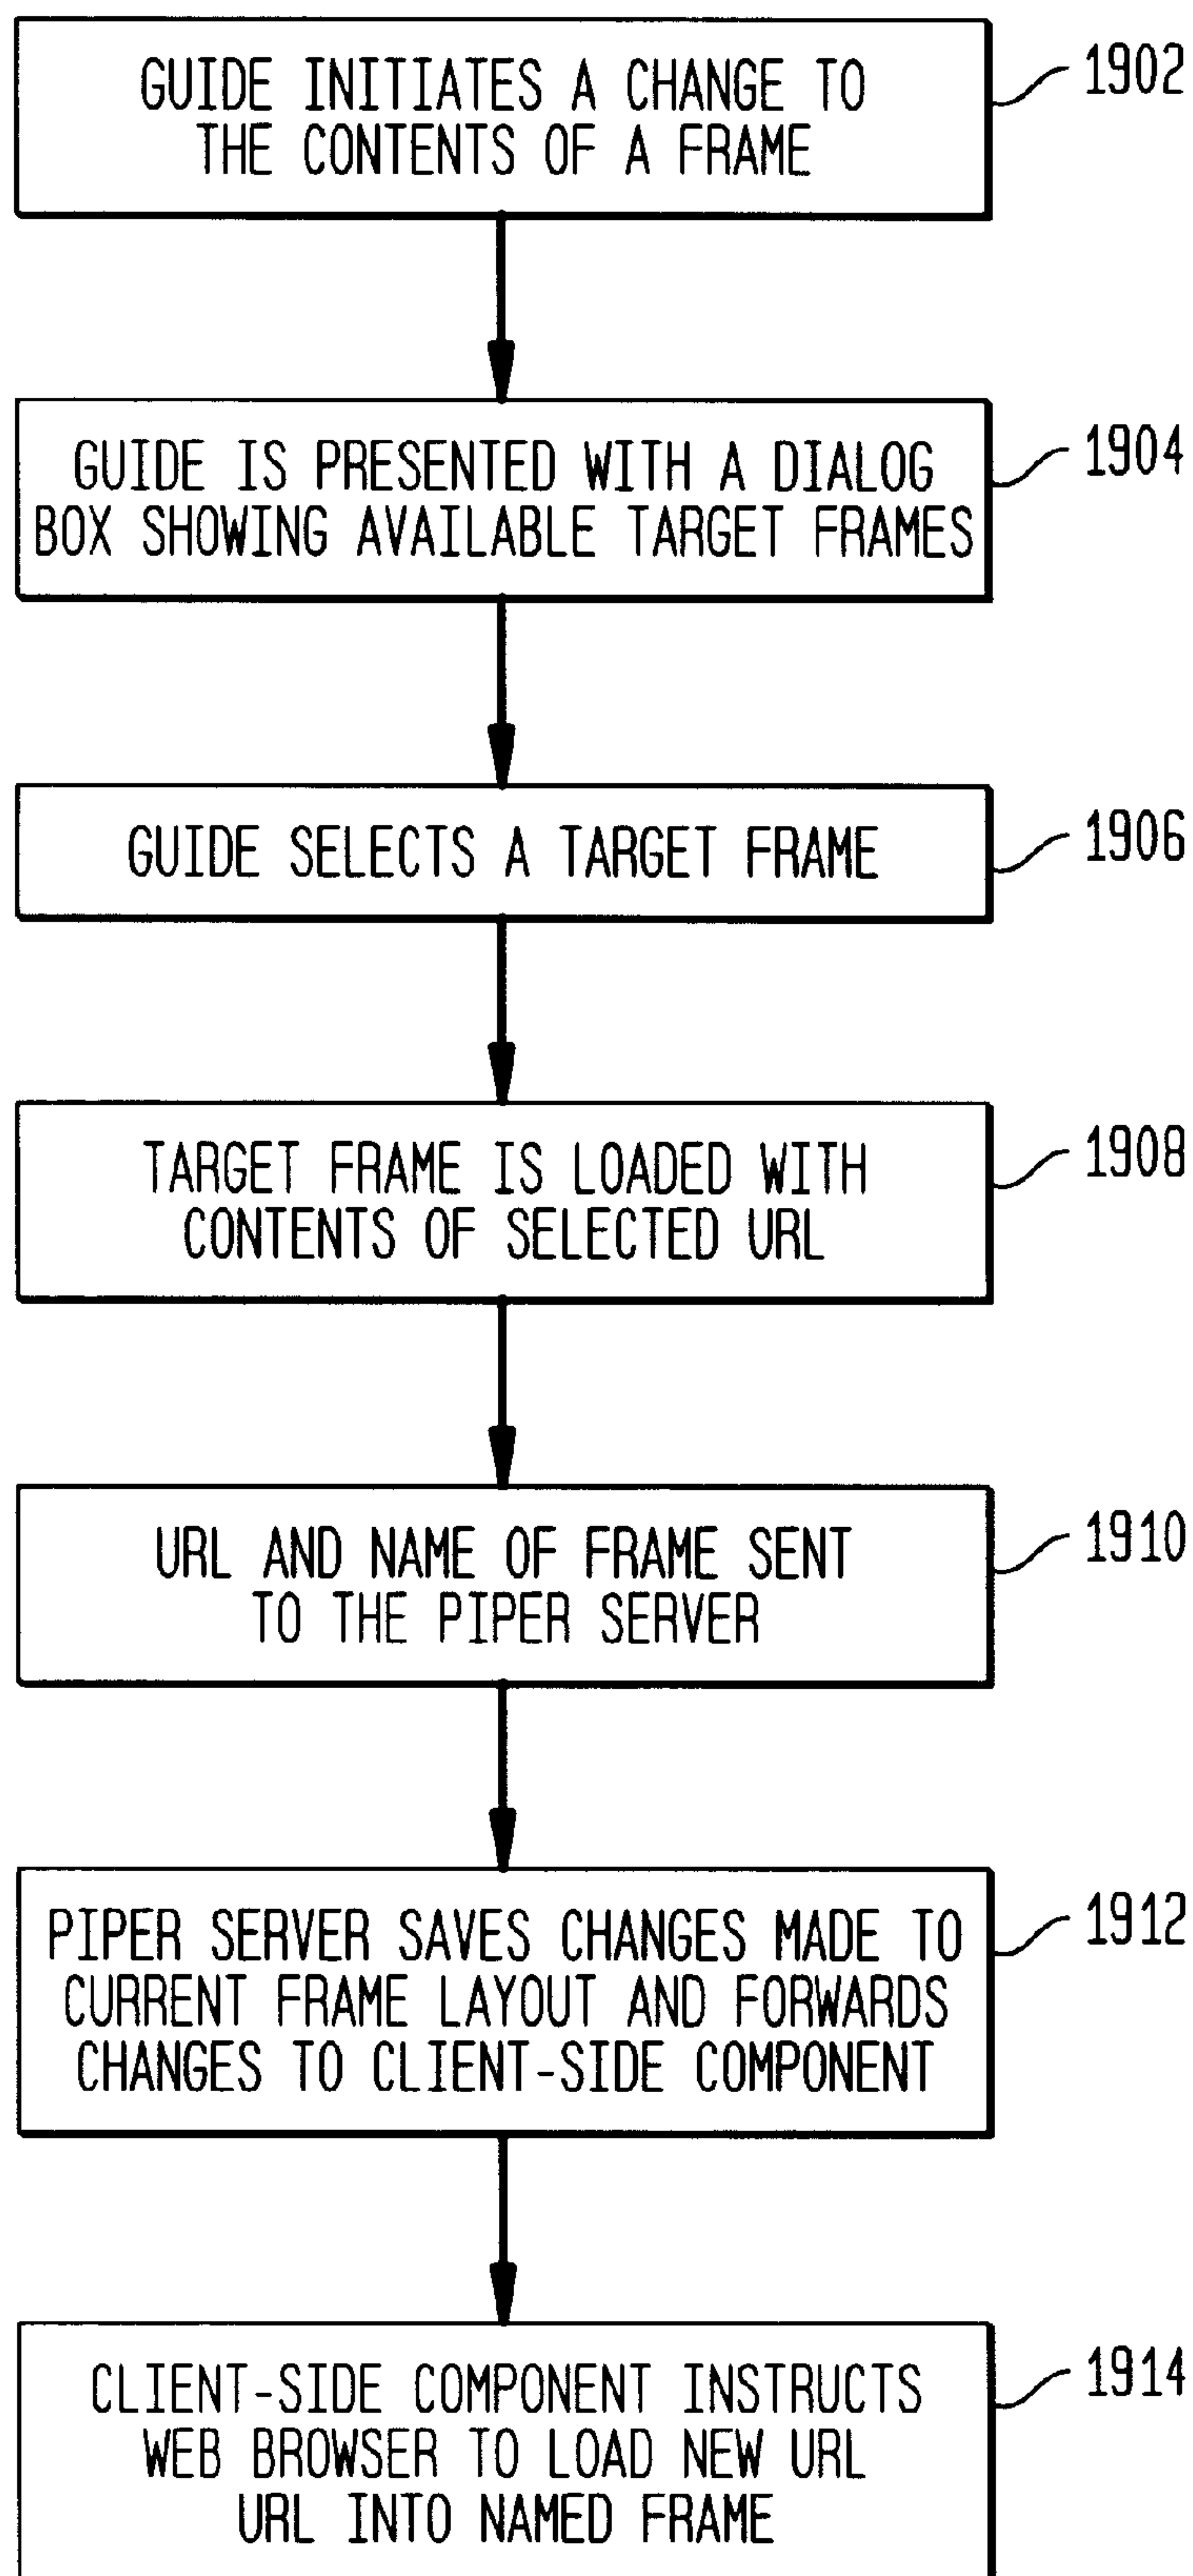 GUIDE INITIATES A CHANGE TO
THE CONTENTS OF A FRAME
1902
GUIDE IS PRESENTED WITH A DIALOG
BOX SHOWING AVAILABLE TARGET FRAMES
1904
GUIDE SELECTS A TARGET FRAME
1906
TARGET FRAME IS LOADED WITH
CONTENTS OF SELECTED URL
1908
URL AND NAME OF FRAME SENT
TO THE PIPER SERVER
1910
PIPER SERVER SAVES CHANGES MADE TO
CURRENT FRAME LAYOUT AND FORWARDS
CHANGES TO CLIENT-SIDE COMPONENT
1912
CLIENT-SIDE COMPONENT INSTRUCTS
WEB BROWSER TO LOAD NEW URL
URL INTO NAMED FRAME
1914